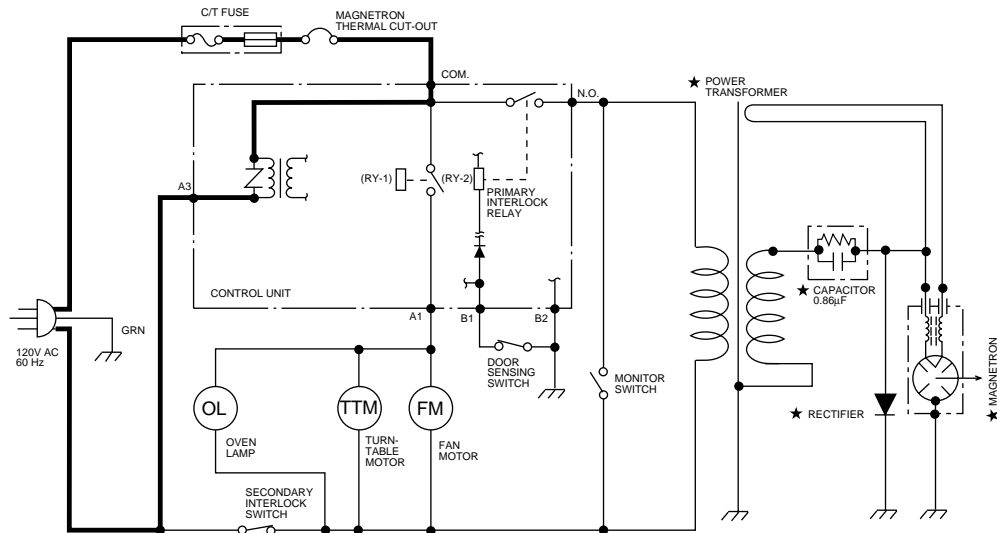 C/T FUSE
MAGNETRON
THERMAL CUT-OUT
COM.
N.O.
★ POWER
TRANSFORMER
A3
(RY-1)
(RY-2)
PRIMARY
INTERLOCK
RELAY
CONTROL UNIT
A1
B1
B2
GRN
120V AC
60 Hz
DOOR
SENSING
SWITCH
MONITOR
SWITCH
★ CAPACITOR
0.86µF
★ RECTIFIER
★ MAGNETRON
OL
TTM
FM
OVEN
LAMP
TURN-
TABLE
MOTOR
FAN
MOTOR
SECONDARY
INTERLOCK
SWITCH